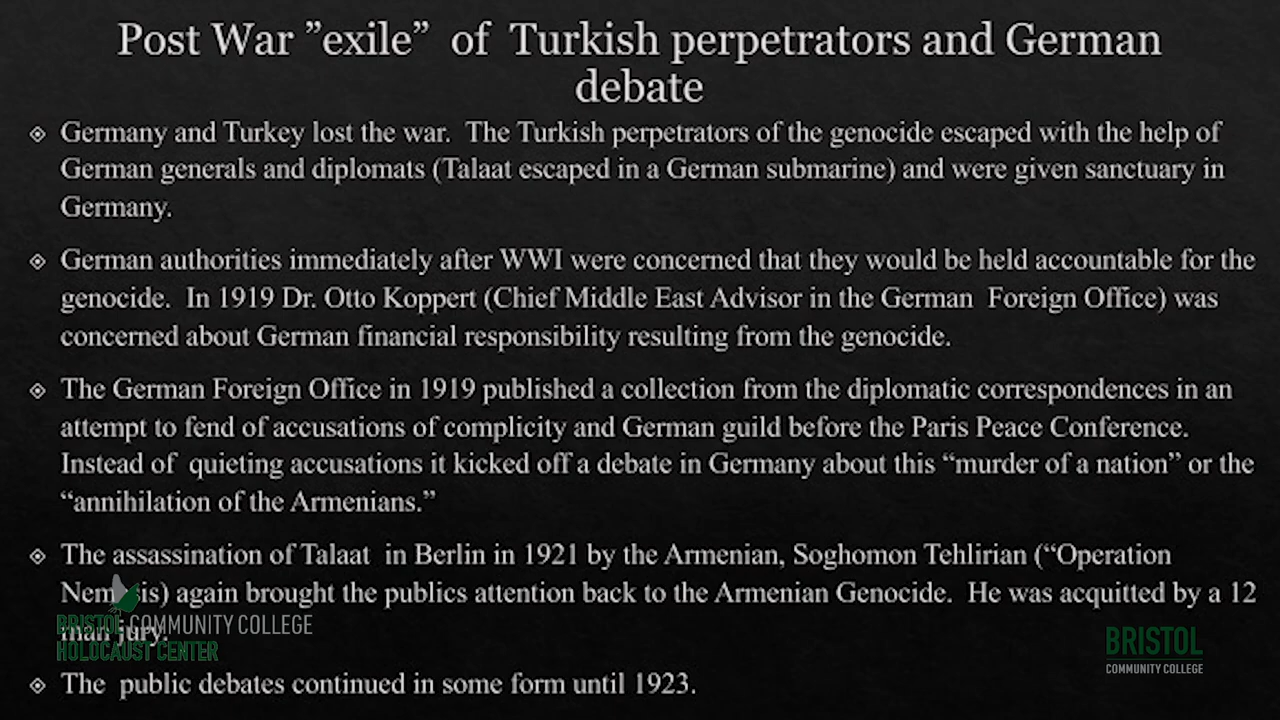 Post War ”exile”  of  Turkish perpetrators and German
debate
Germany and Turkey lost the war.  The Turkish perpetrators of the genocide escaped with the help of
German generals and diplomats (Talaat escaped in a German submarine) and were given sanctuary in
Germany.
German authorities immediately after WWI were concerned that they would be held accountable for the
genocide.  In 1919 Dr. Otto Koppert (Chief Middle East Advisor in the German  Foreign Office) was
concerned about German financial responsibility resulting from the genocide.
The German Foreign Office in 1919 published a collection from the diplomatic correspondences in an
attempt to fend of accusations of complicity and German guild before the Paris Peace Conference.
Instead of  quieting accusations it kicked off a debate in Germany about this “murder of a nation” or the
“annihilation of the Armenians.”
The assassination of Talaat  in Berlin in 1921 by the Armenian, Soghomon Tehlirian (“Operation
Nemesis) again brought the publics attention back to the Armenian Genocide.  He was acquitted by a 12
man jury.
BRISTOL COMMUNITY COLLEGE
HOLOCAUST CENTER
BRISTOL
COMMUNITY COLLEGE
The  public debates continued in some form until 1923.